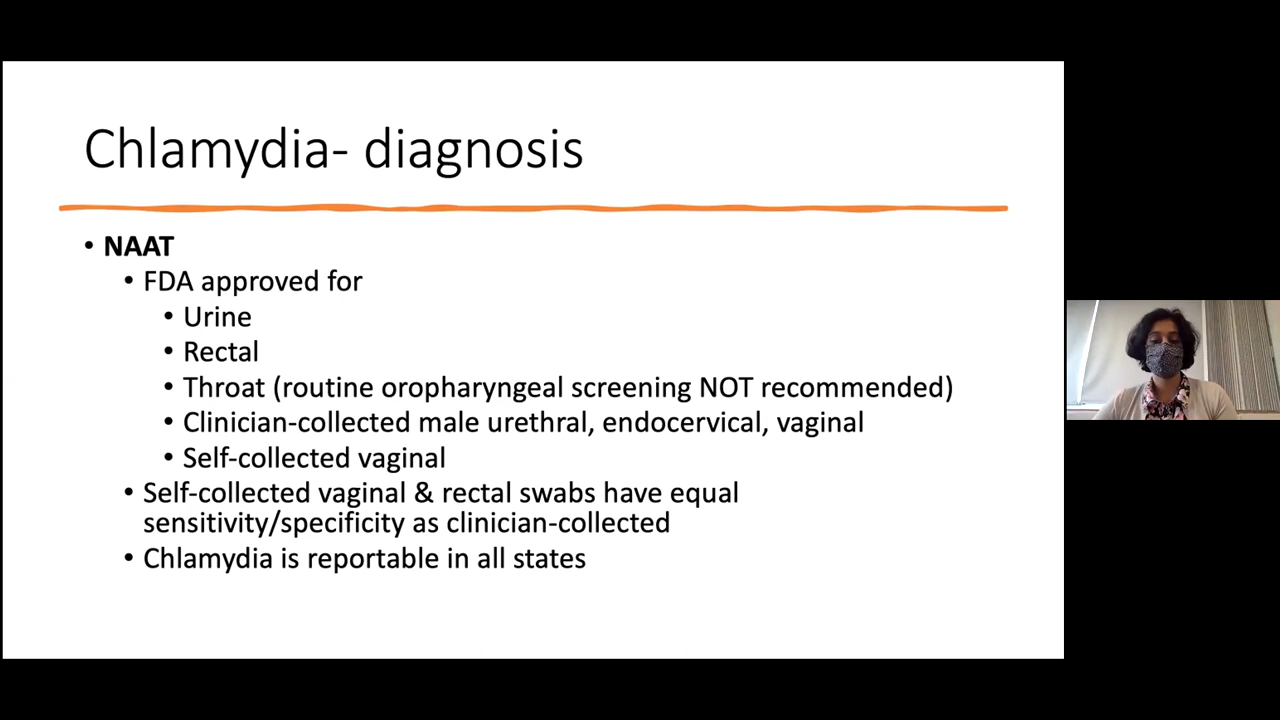 Chlamydia- diagnosis
• NAAT
• FDA approved for
• Urine
• Rectal
• Throat (routine oropharyngeal screening NOT recommended)
• Clinician-collected male urethral, endocervical, vaginal
• Self-collected vaginal
• Self-collected vaginal & rectal swabs have equal
sensitivity/specificity as clinician-collected
• Chlamydia is reportable in all states